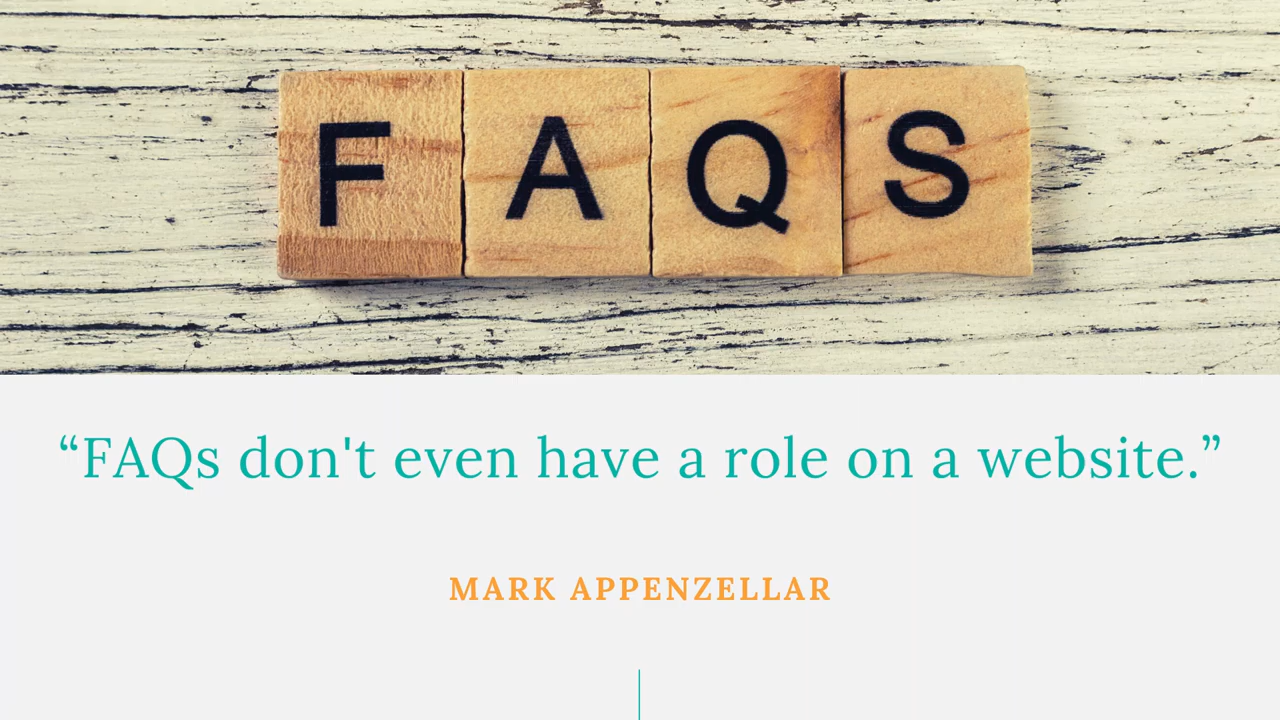 FAQS
“FAQs don't even have a role on a website.”
MARK APPENZELLAR